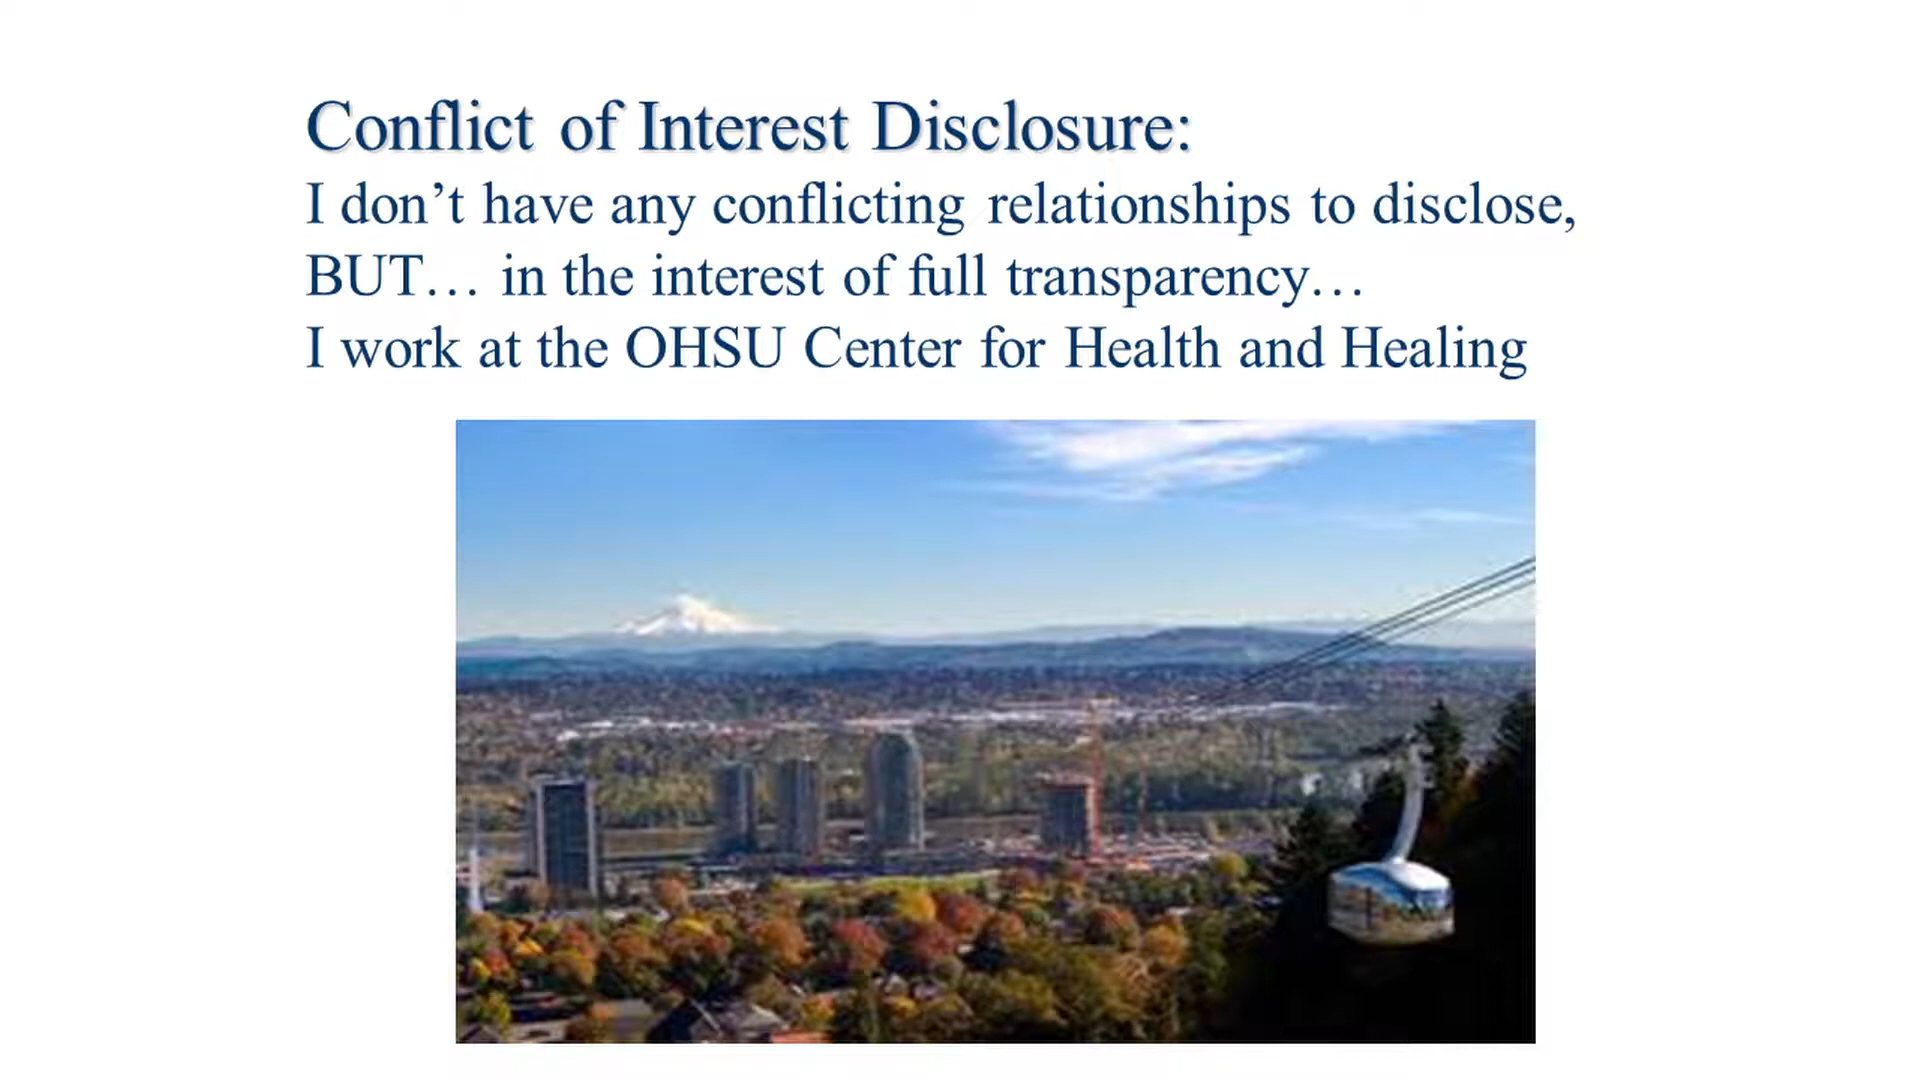 Conflict of Interest Disclosure:
I don’t have any conflicting relationships to disclose,
BUT… in the interest of full transparency…
I work at the OHSU Center for Health and Healing